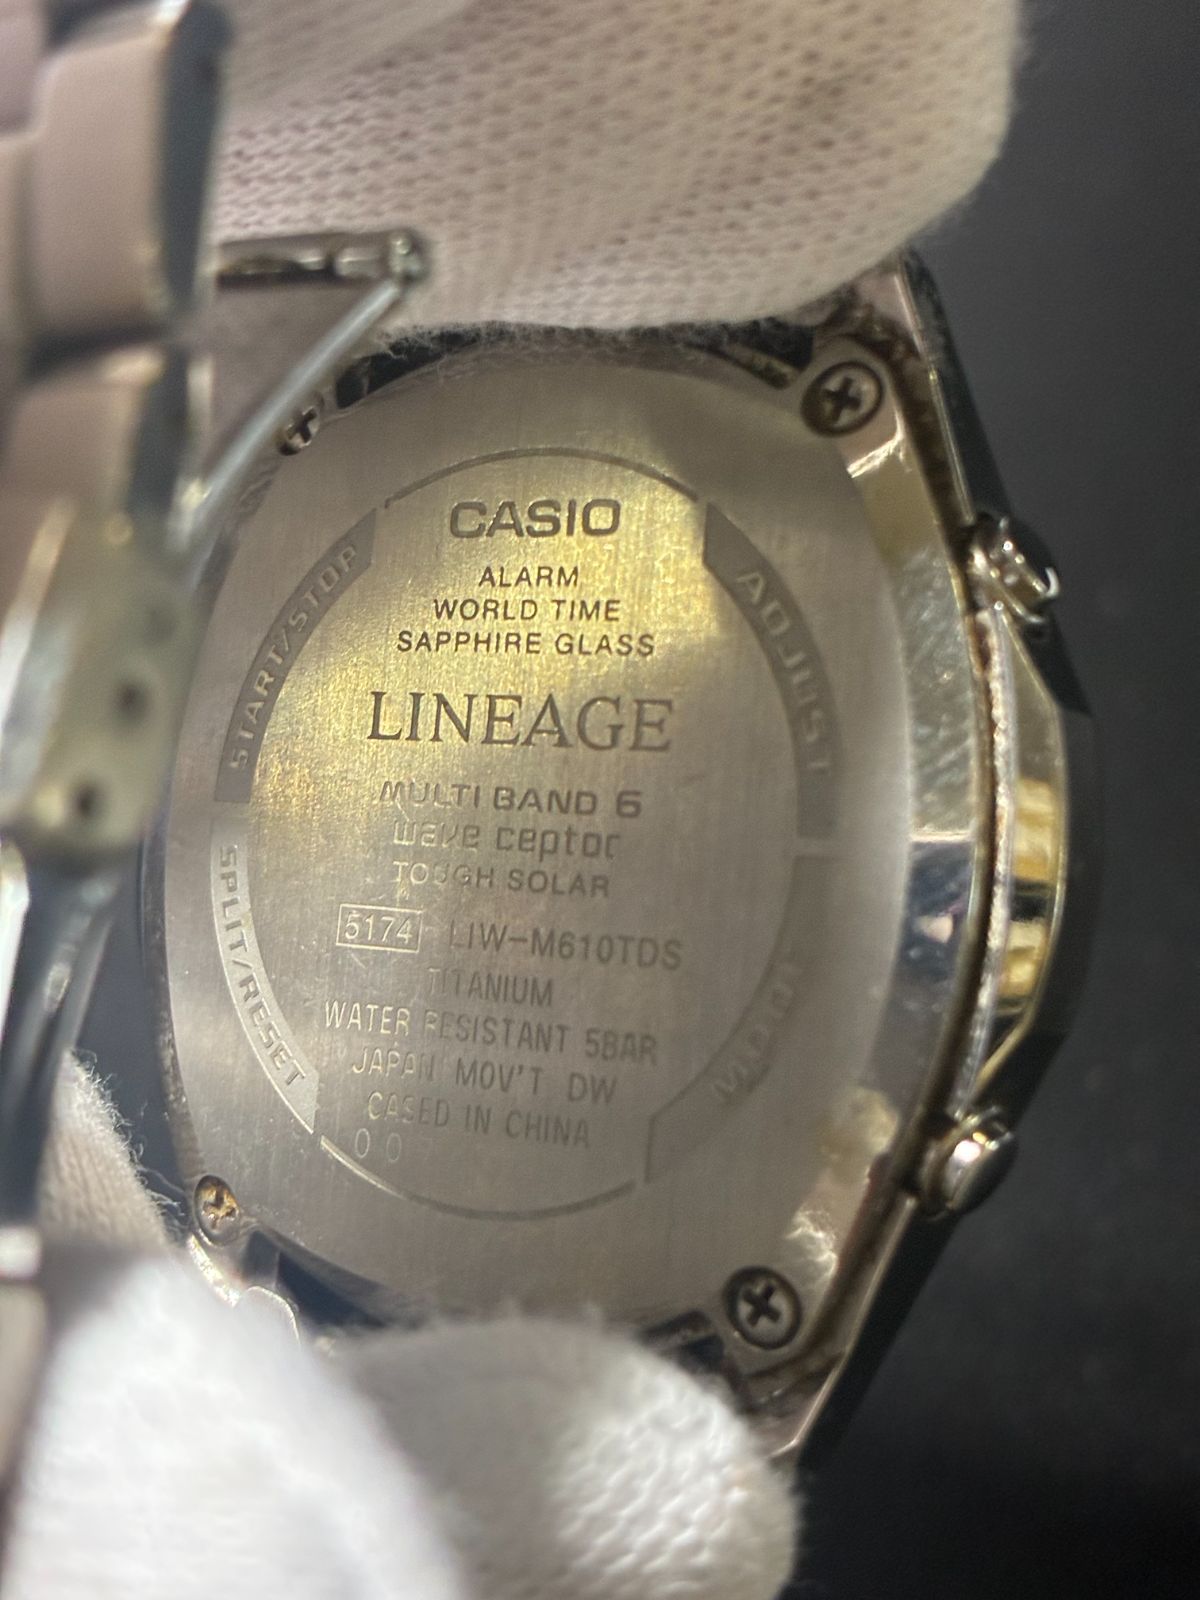 CASIO
ALARM
WORLD TIME
SAPPHIRE GLASS
LINEAGE
MULTI BAND 6
wave ceptor
TOUGH SOLAR
5174 LIW-M610TDS
TITANIUM
WATER RESISTANT 5BAR
JAPAN MOV'T DW
CASED IN CHINA
START/STOP
ADJUST
SPLIT/RESET